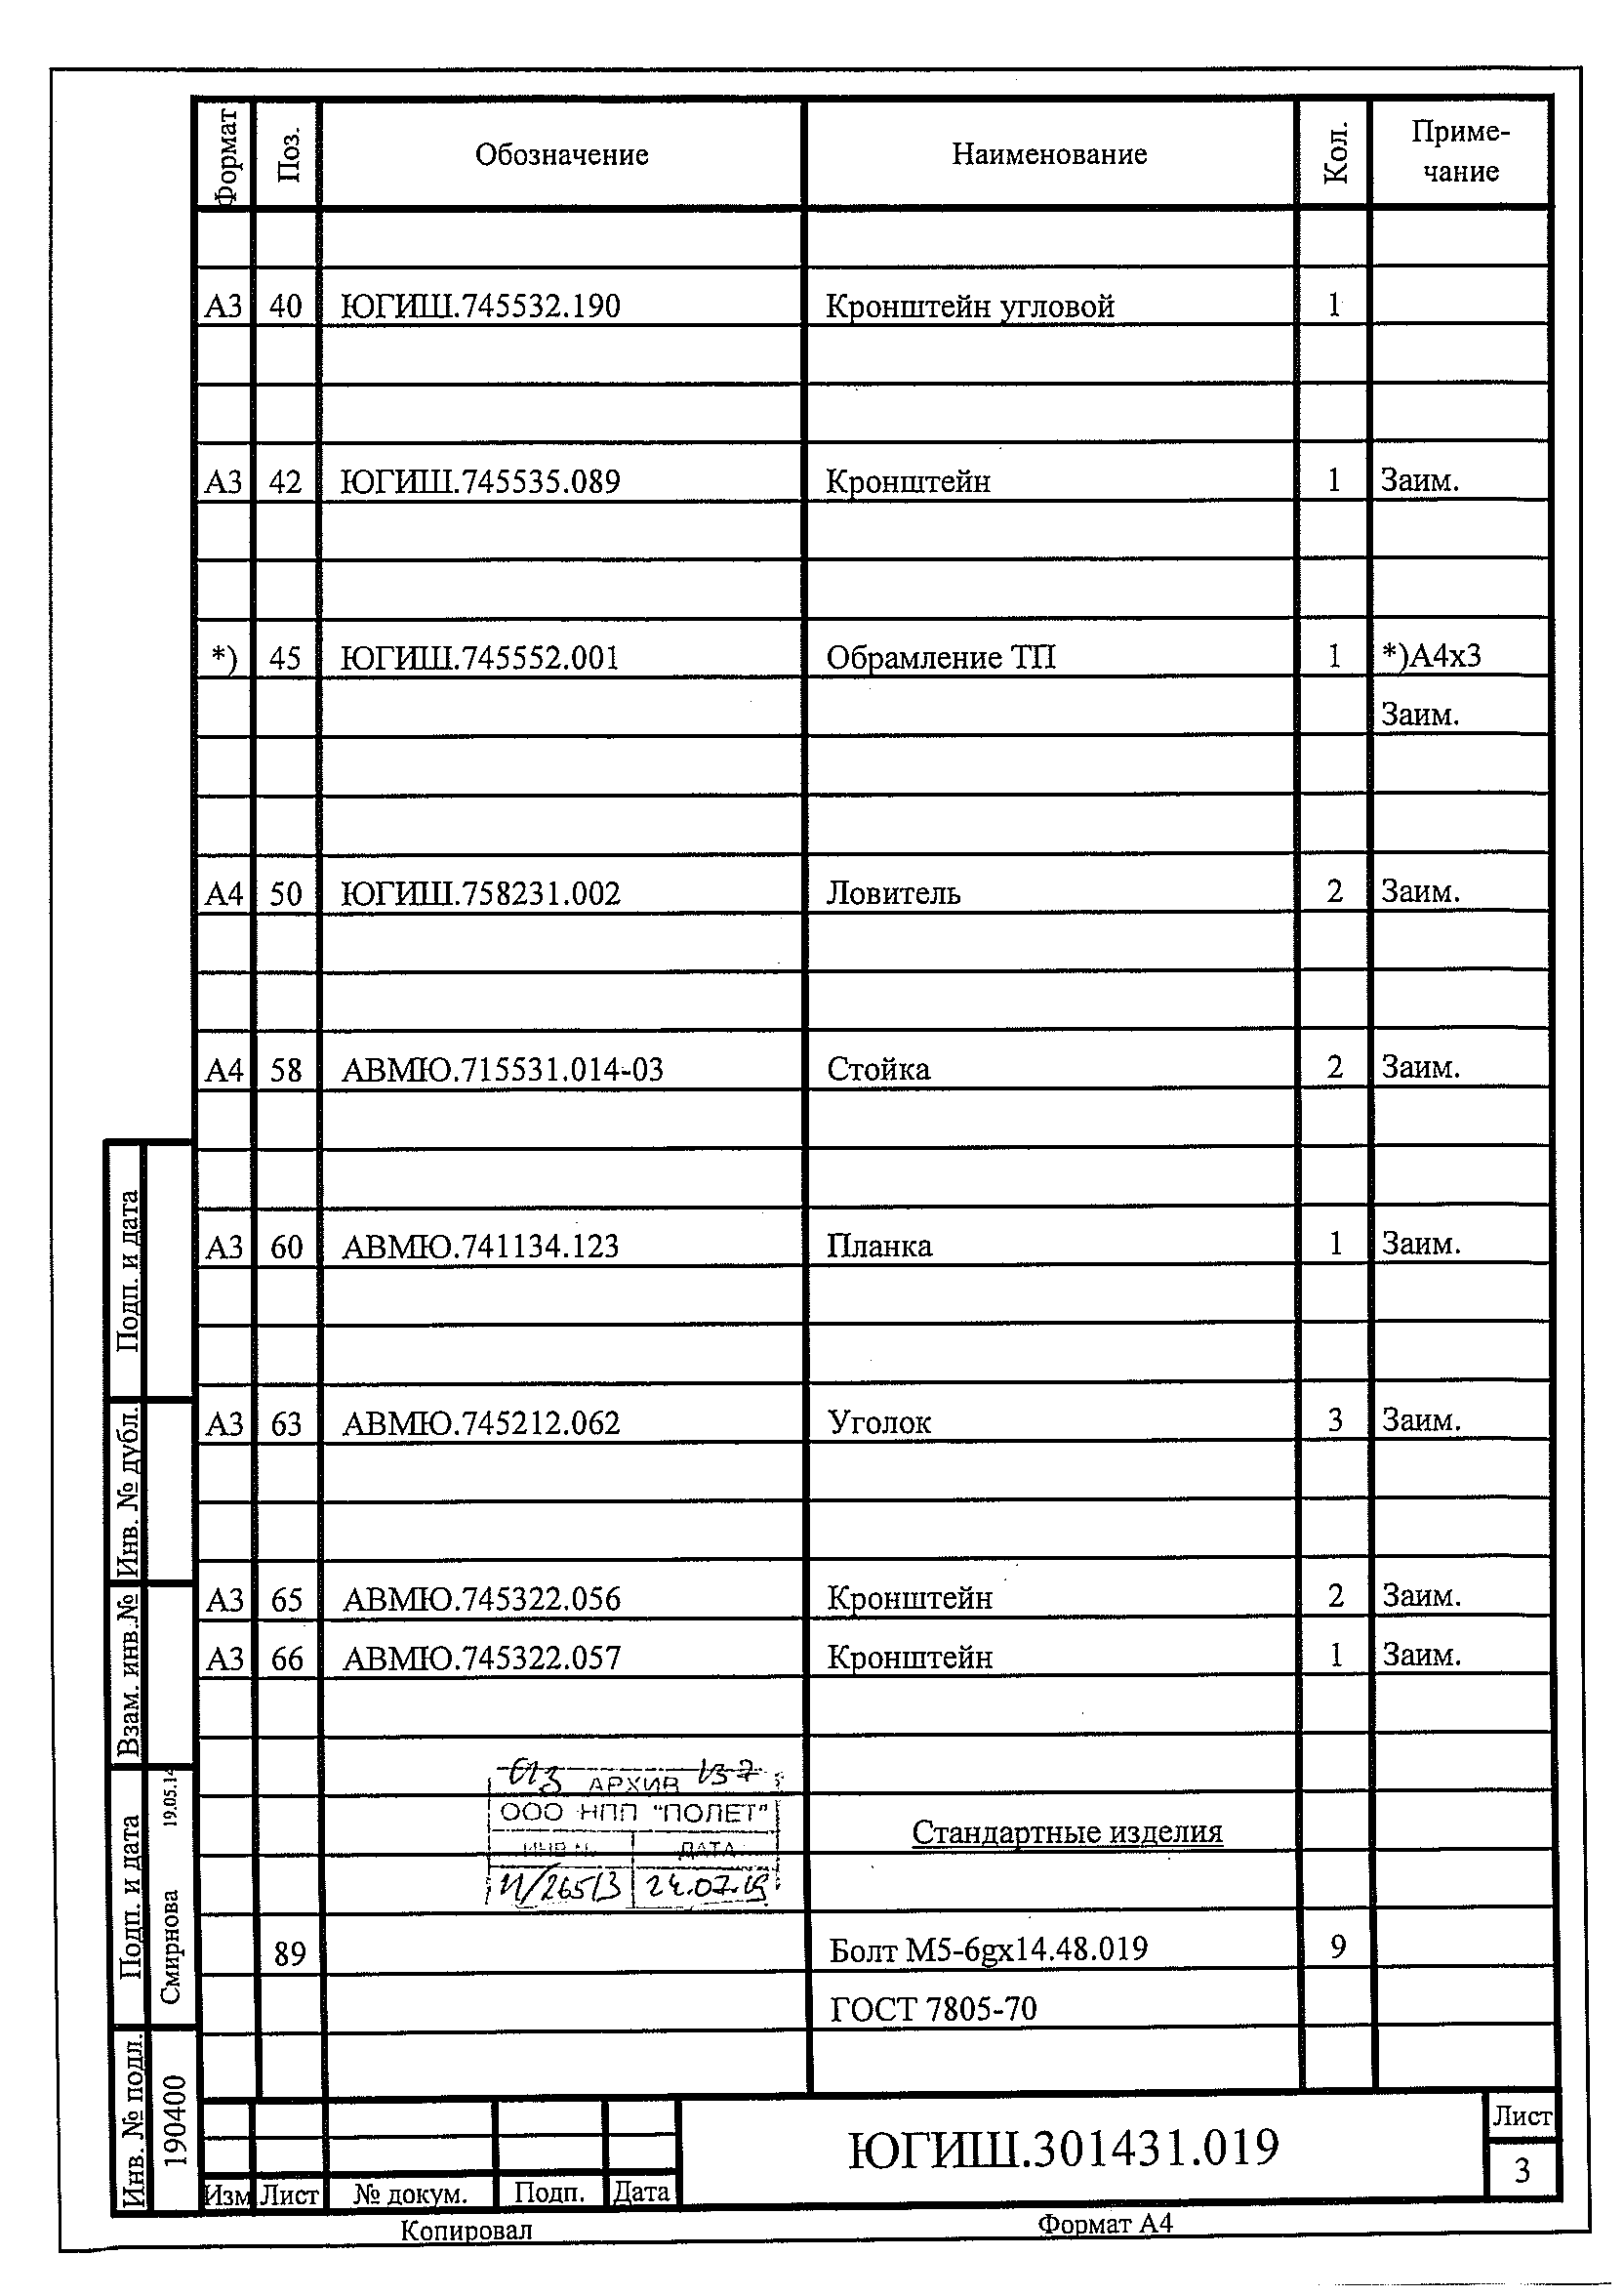 Формат Поз. Обозначение Наименование Кол. Приме-
чание
А3 40 ЮГИШ.745532.190 Кронштейн угловой 1
А3 42 ЮГИШ.745535.089 Кронштейн 1 Заим.
*) 45 ЮГИШ.745552.001 Обрамление ТП 1 *)А4х3
Заим.
А4 50 ЮГИШ.758231.002 Ловитель 2 Заим.
А4 58 АВМЮ.715531.014-03 Стойка 2 Заим.
А3 60 АВМЮ.741134.123 Планка 1 Заим.
А3 63 АВМЮ.745212.062 Уголок 3 Заим.
А3 65 АВМЮ.745322.056 Кронштейн 2 Заим.
А3 66 АВМЮ.745322.057 Кронштейн 1 Заим.
АРХИВ 137
ООО НПП "ПОЛЕТ"
ИНВ.N. ДАТА
24.07.19
Стандартные изделия
89 Болт М5-6gх14.48.019 9
ГОСТ 7805-70
Подп. и дата
Инв. № дубл.
Взам. инв.№
Подп. и дата
Смирнова 19.05.14
Инв. № подл.
190400
Изм Лист № докум. Подп. Дата
ЮГИШ.301431.019
Лист
3
Копировал Формат А4